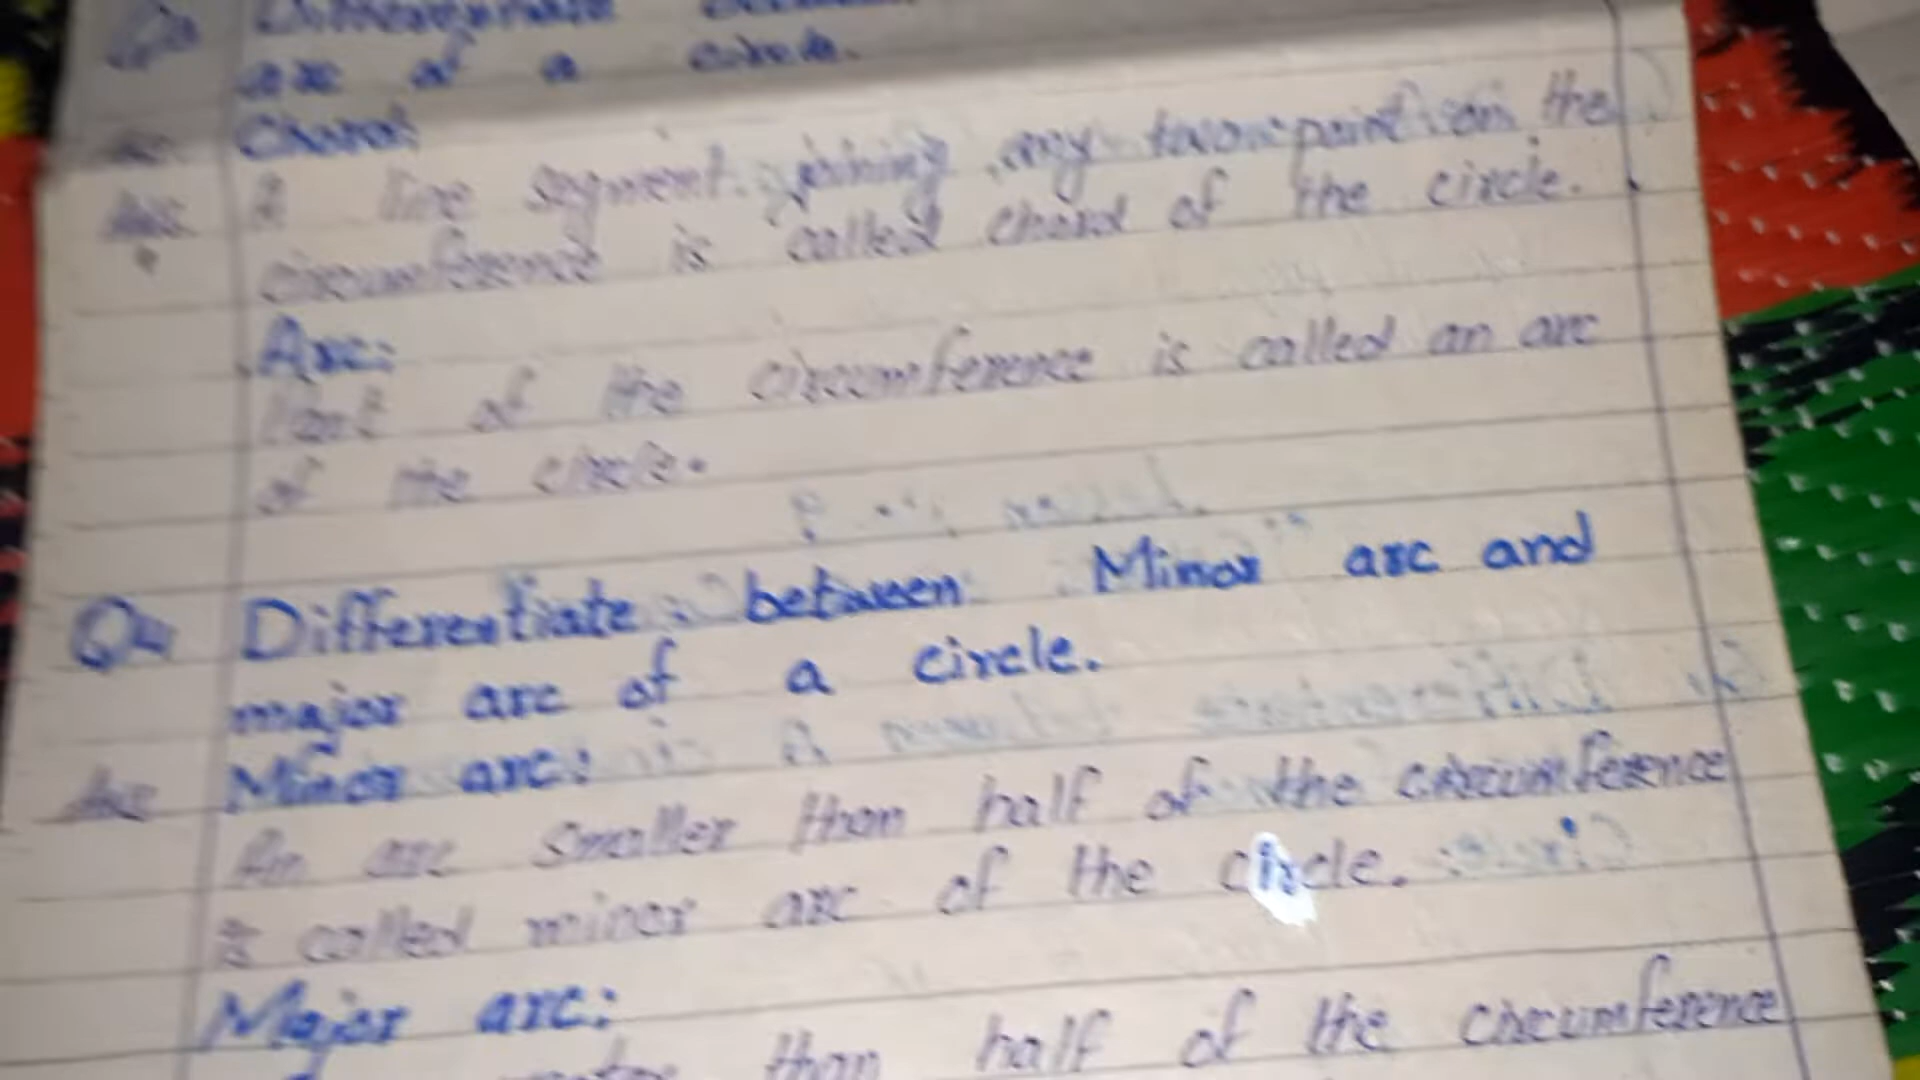 Differentiate between
arc of a circle.
Chord:
Ans A line segment joining any two point on the
circumference is called chord of the circle.
Arc:
Part of the circumference is called an arc
of the circle.
Q4 Differentiate between Minor arc and
major arc of a circle.
Ans Minor arc:
An arc smaller than half of the circumference
is called minor arc of the circle.
Major arc:
than half of the circumference